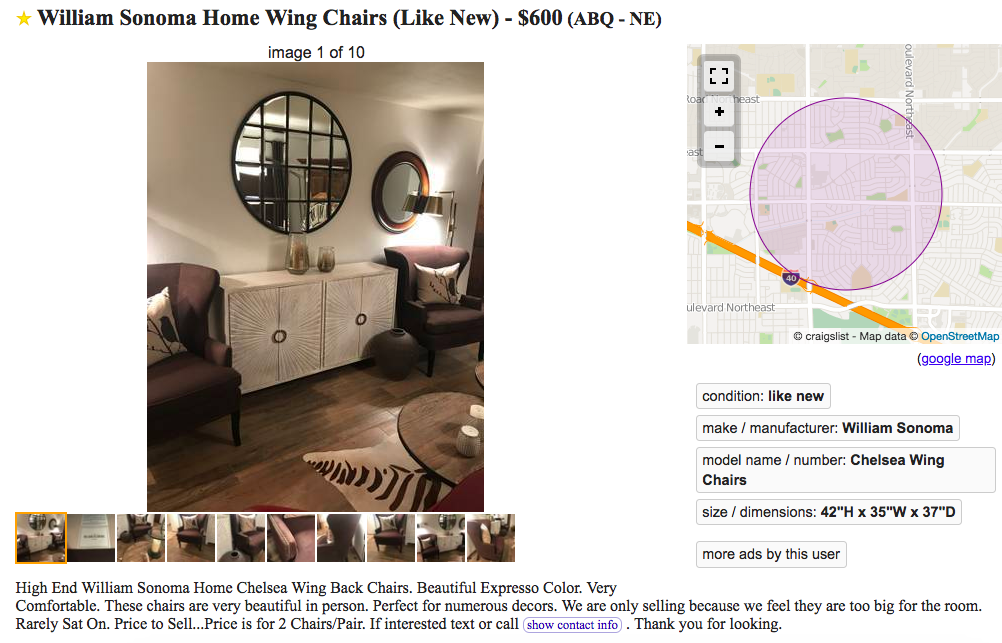 ★ William Sonoma Home Wing Chairs (Like New) - $600 (ABQ - NE)
image 1 of 10
Road Northeast
oulevard Northeast
+
east
−
40
ulevard Northeast
© craigslist - Map data © OpenStreetMap
(google map)
condition: like new
make / manufacturer: William Sonoma
model name / number: Chelsea Wing
Chairs
size / dimensions: 42"H x 35"W x 37"D
more ads by this user
High End William Sonoma Home Chelsea Wing Back Chairs. Beautiful Expresso Color. Very
Comfortable. These chairs are very beautiful in person. Perfect for numerous decors. We are only selling because we feel they are too big for the room.
Rarely Sat On. Price to Sell...Price is for 2 Chairs/Pair. If interested text or call show contact info . Thank you for looking.